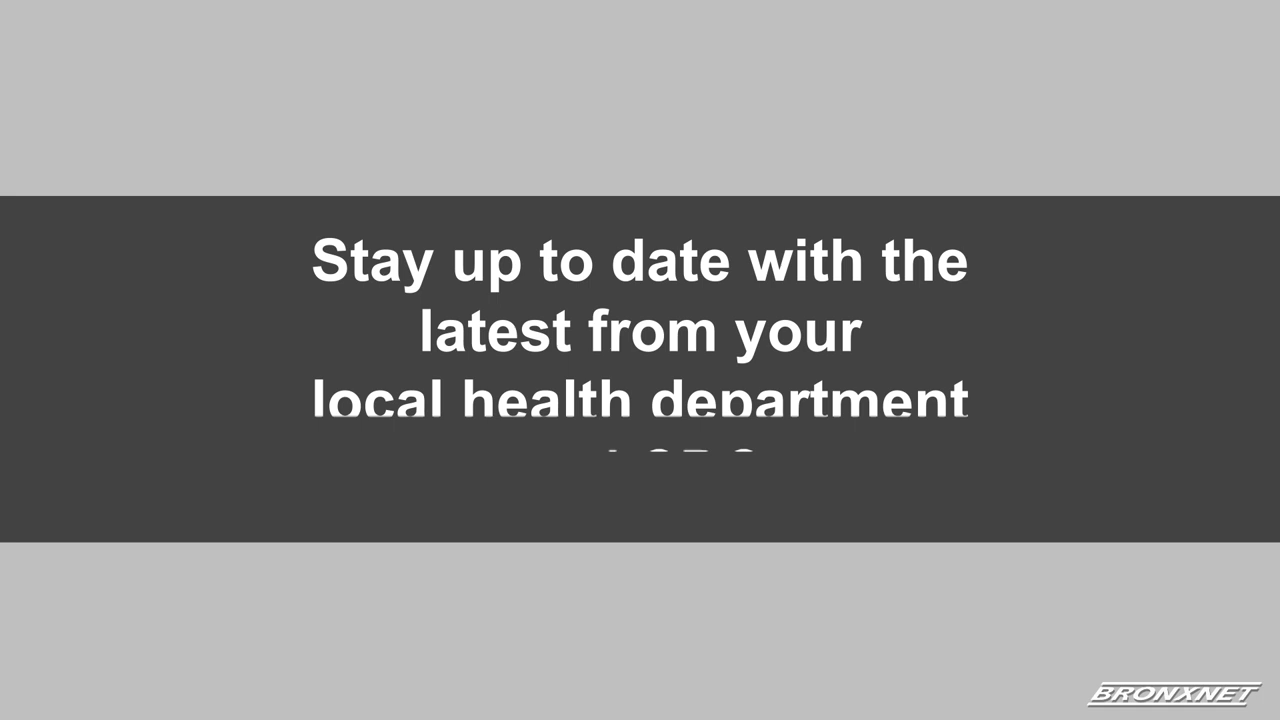 Stay up to date with the
latest from your
local health department
BRONXNET